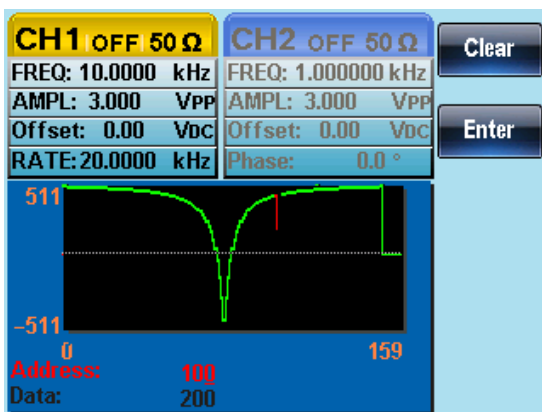 CH1 OFF 50 Ω
FREQ: 10.0000 kHz
AMPL: 3.000 VPP
Offset: 0.00 VDC
RATE: 20.0000 kHz
CH2 OFF 50 Ω
FREQ: 1.000000 kHz
AMPL: 3.000 VPP
Offset: 0.00 VDC
Phase: 0.0 °
Clear
Enter
511
-511
0
159
Address: 100
Data: 200